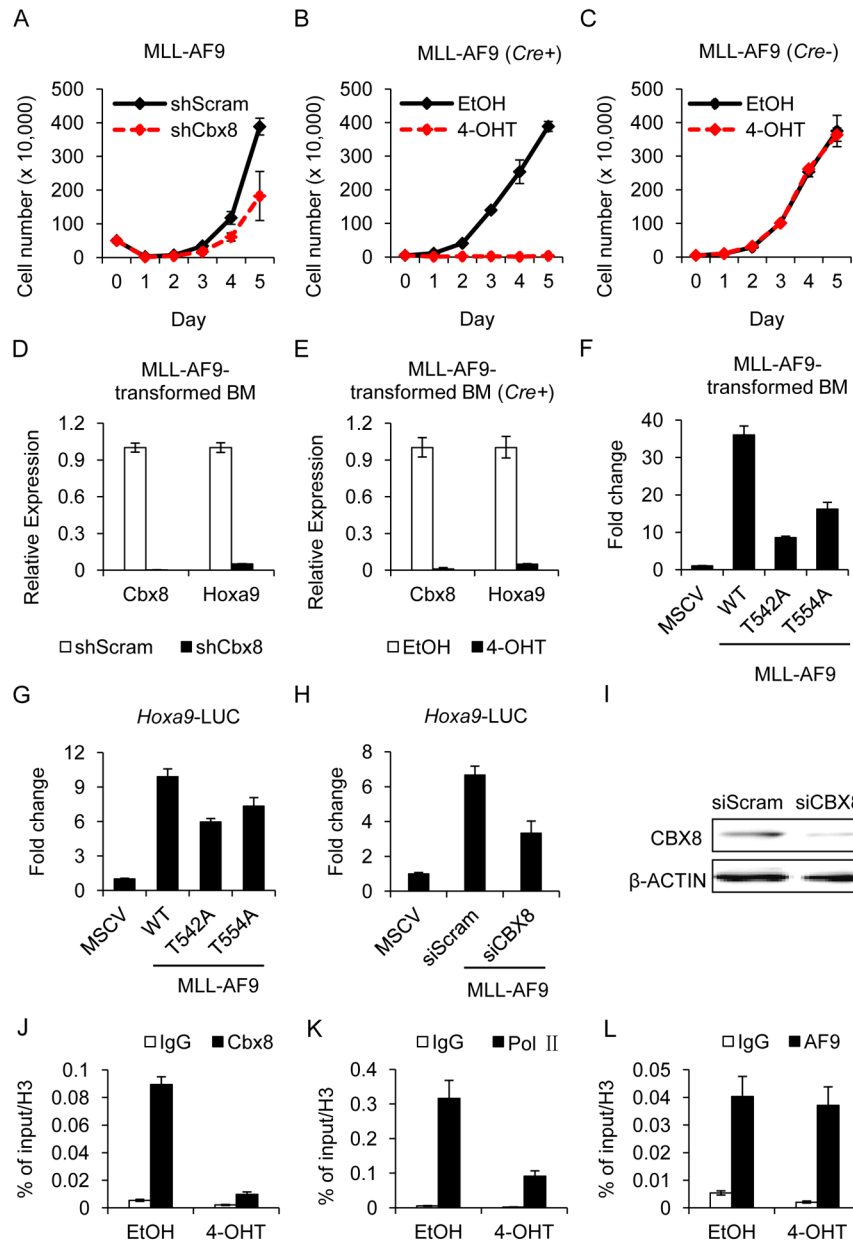 A
MLL-AF9
Cell number (x 10,000)
500
400
300
200
100
0
shScram
shCbx8
0 1 2 3 4 5
Day
B
MLL-AF9 (Cre+)
Cell number (x 10,000)
500
400
300
200
100
0
EtOH
4-OHT
0 1 2 3 4 5
Day
C
MLL-AF9 (Cre-)
Cell number (x 10,000)
500
400
300
200
100
0
EtOH
4-OHT
0 1 2 3 4 5
Day
D
MLL-AF9-
transformed BM
Relative Expression
1.2
0.9
0.6
0.3
0
Cbx8 Hoxa9
shScram shCbx8
E
MLL-AF9-
transformed BM (Cre+)
Relative Expression
1.2
0.9
0.6
0.3
0
Cbx8 Hoxa9
EtOH 4-OHT
F
MLL-AF9-
transformed BM
Fold change
40
30
20
10
0
MSCV WT T542A T554A
MLL-AF9
G
Hoxa9-LUC
Fold change
12
9
6
3
0
MSCV WT T542A T554A
MLL-AF9
H
Hoxa9-LUC
Fold change
8
6
4
2
0
MSCV siScram siCBX8
MLL-AF9
I
siScram siCBX8
CBX8
β-ACTIN
J
IgG Cbx8
% of input/H3
0.1
0.08
0.06
0.04
0.02
0
EtOH 4-OHT
K
IgG Pol II
% of input/H3
0.4
0.3
0.2
0.1
0
EtOH 4-OHT
L
IgG AF9
% of input/H3
0.05
0.04
0.03
0.02
0.01
0
EtOH 4-OHT